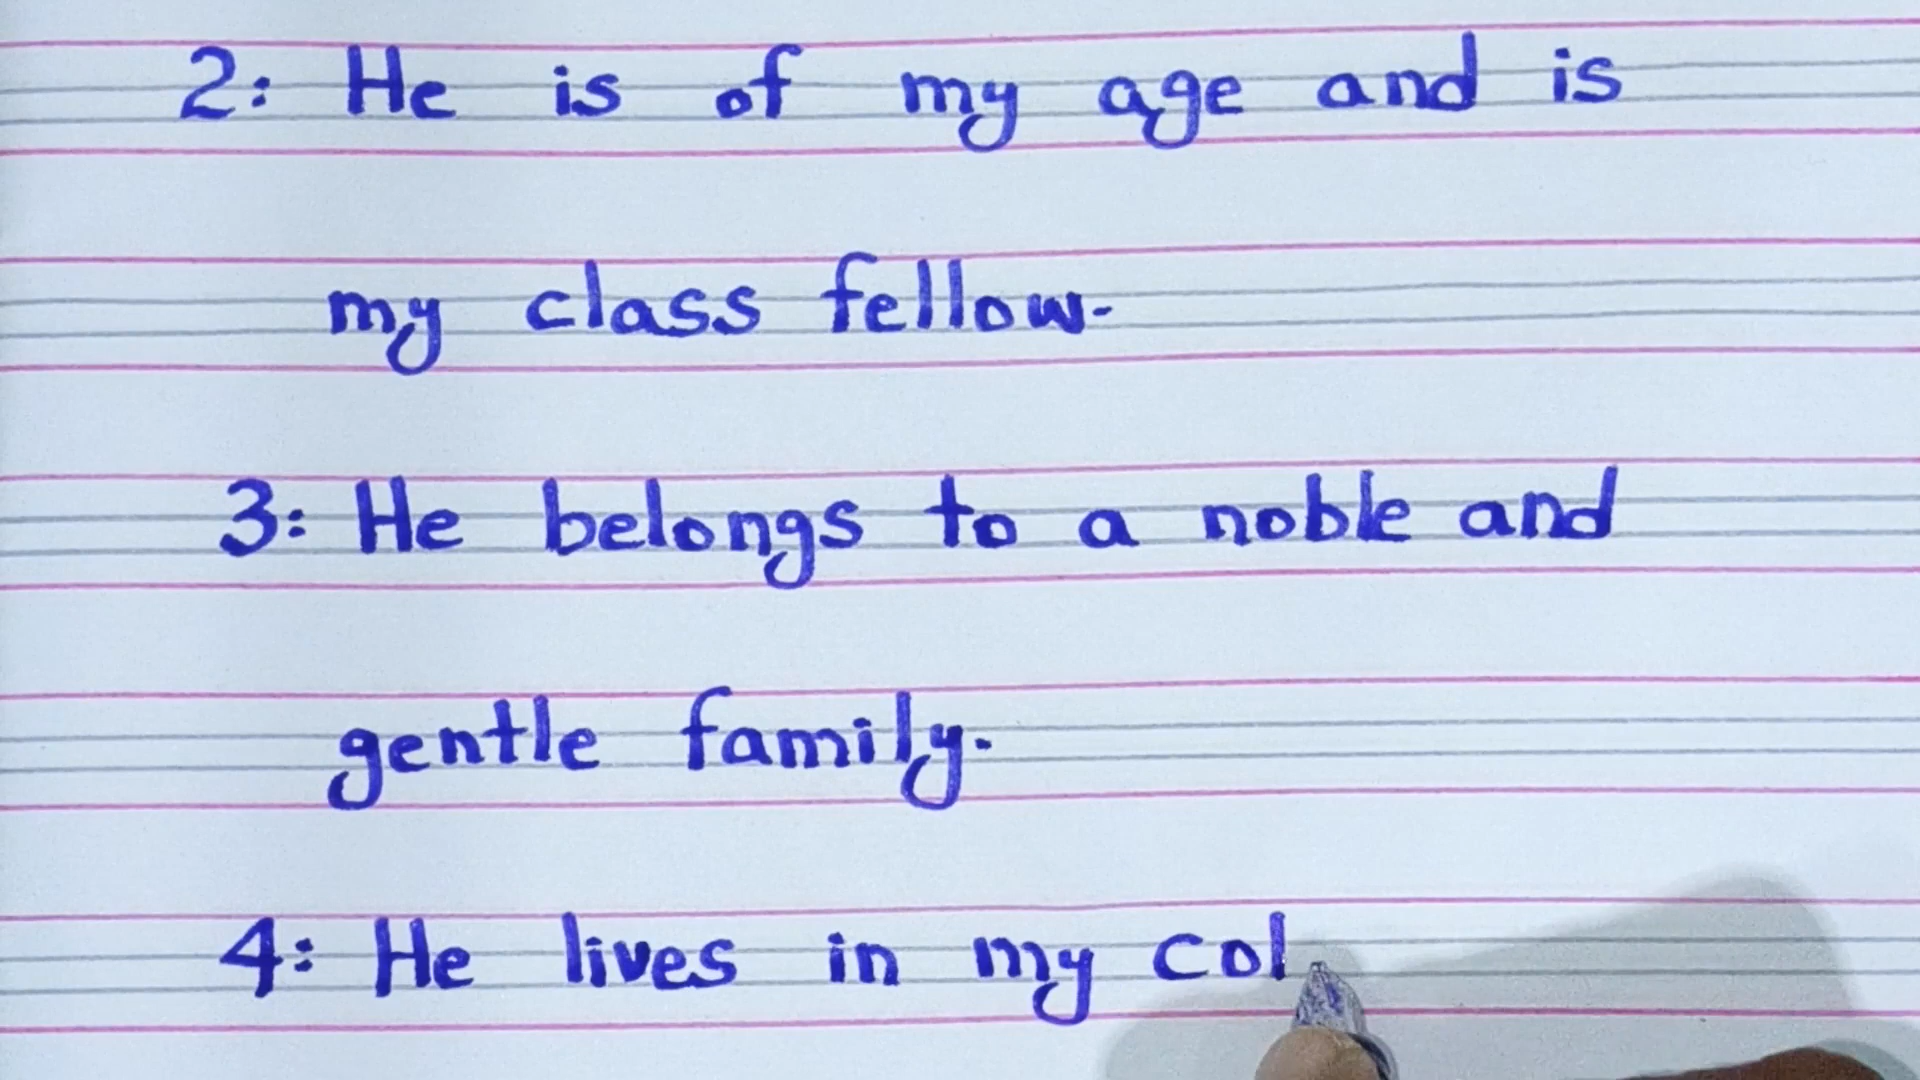 2: He is of my age and is
my class fellow.
3: He belongs to a noble and
gentle family.
4: He lives in my col